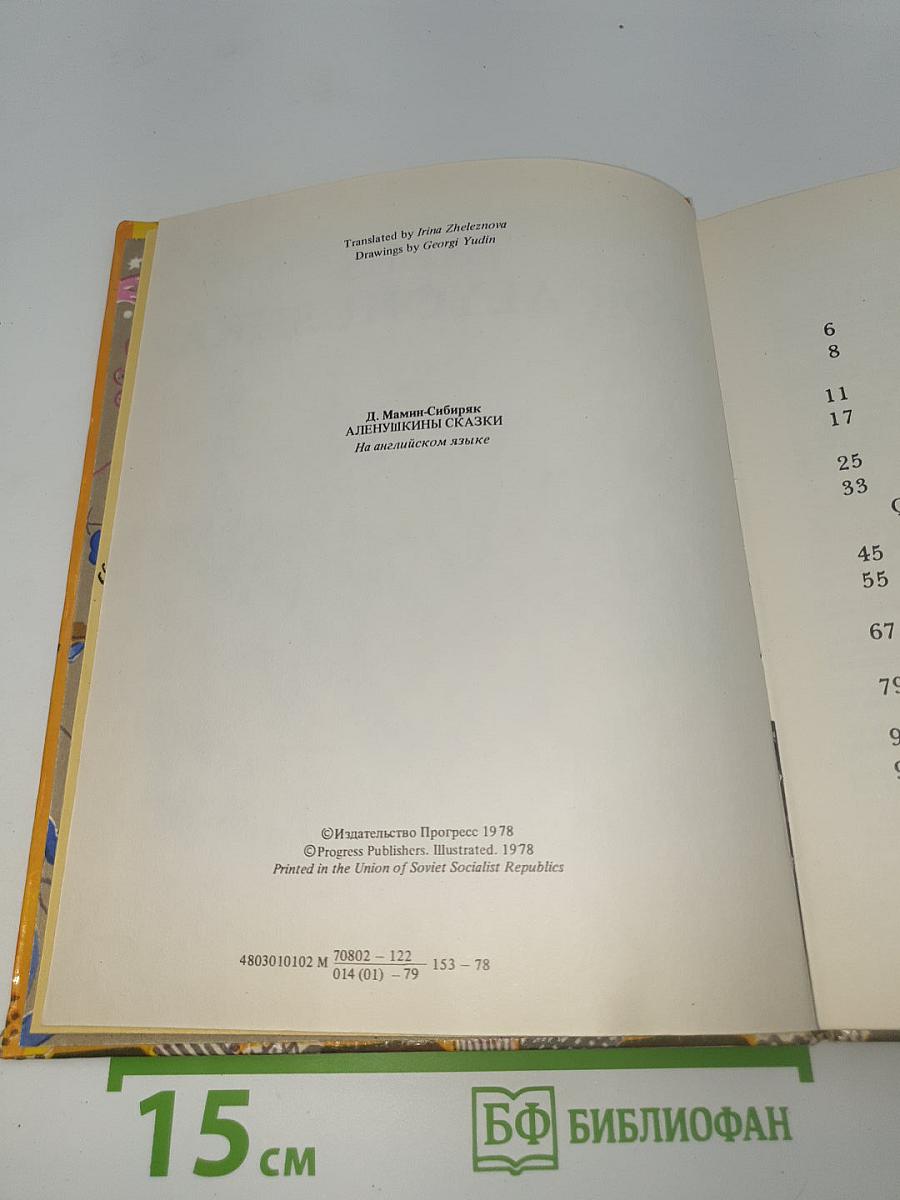 Translated by Irina Zheleznova
Drawings by Georgi Yudin
Д. Мамин-Сибиряк
АЛЕНУШКИНЫ СКАЗКИ
На английском языке
©Издательство Прогресс 1978
©Progress Publishers. Illustrated. 1978
Printed in the Union of Soviet Socialist Republics
4803010102 М 70802 – 122
014 (01) – 79 153 – 78
6
8
11
17
25
33
45
55
67
79
15 см
БФ БИБЛИОФАН